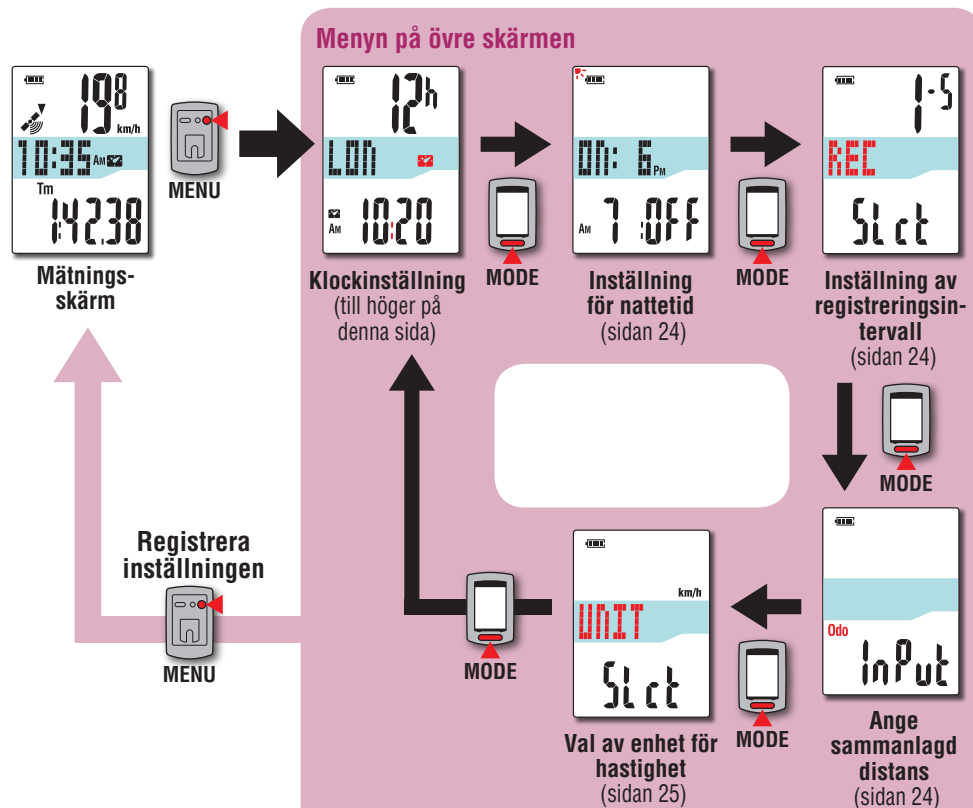 Menyn på övre skärmen
19⁸
km/h
10:35 AM
Tm
1:42.38
Mätnings-
skärm
MENU
12h
LON
AM 10:20
Klockinställning
(till höger på
denna sida)
MODE
ON: 6 PM
AM 7 :OFF
Inställning
för nattetid
(sidan 24)
MODE
1-S
REC
SLct
Inställning av
registreringsin-
tervall
(sidan 24)
MODE
Odo
InPut
Ange
sammanlagd
distans
(sidan 24)
MODE
km/h
UNIT
SLct
Val av enhet för
hastighet
(sidan 25)
MODE
Registrera
inställningen
MENU